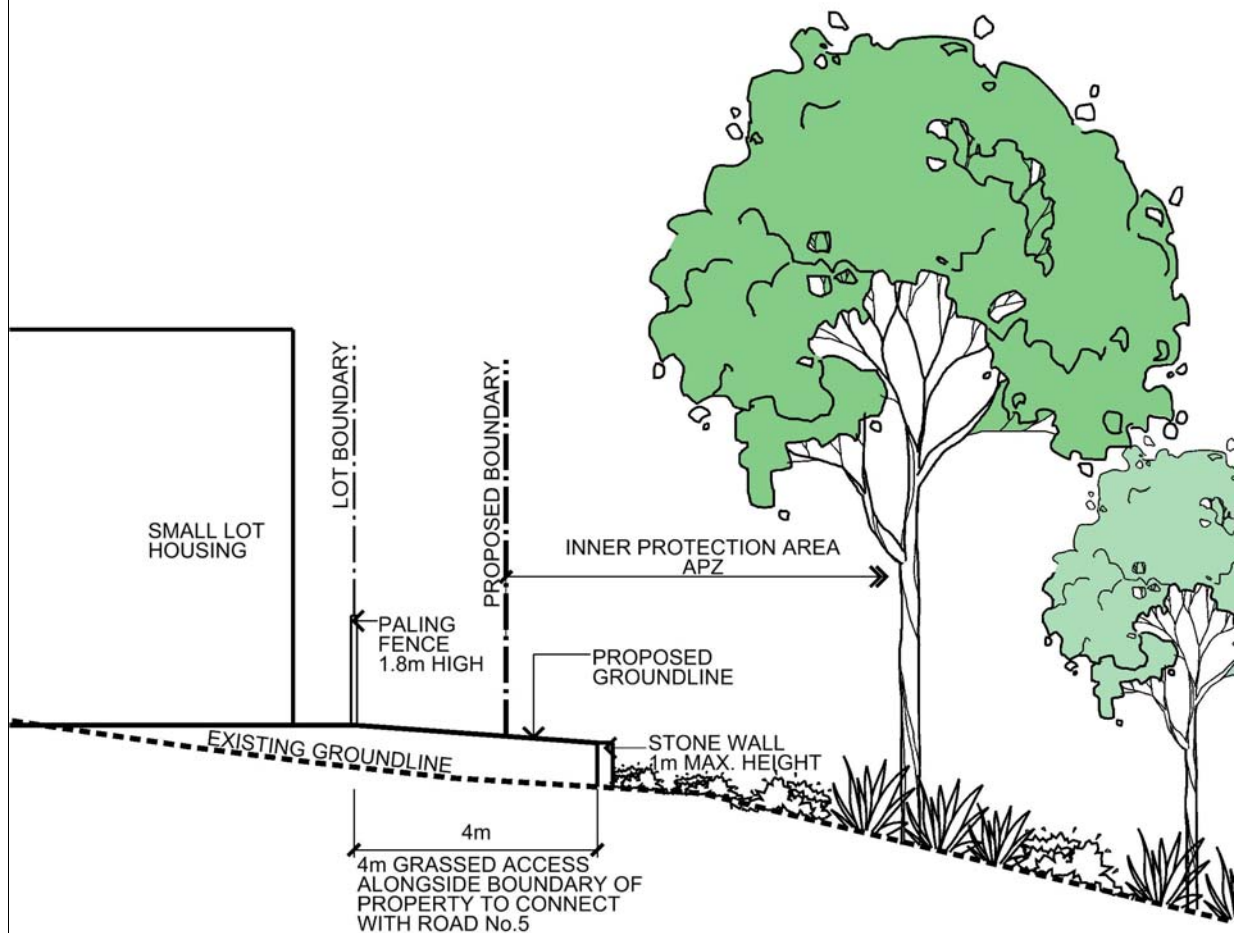 LOT BOUNDARY
PROPOSED BOUNDARY
SMALL LOT
HOUSING
INNER PROTECTION AREA
APZ
PALING
FENCE
1.8m HIGH
PROPOSED
GROUNDLINE
EXISTING GROUNDLINE
STONE WALL
1m MAX. HEIGHT
4m
4m GRASSED ACCESS
ALONGSIDE BOUNDARY OF
PROPERTY TO CONNECT
WITH ROAD No.5